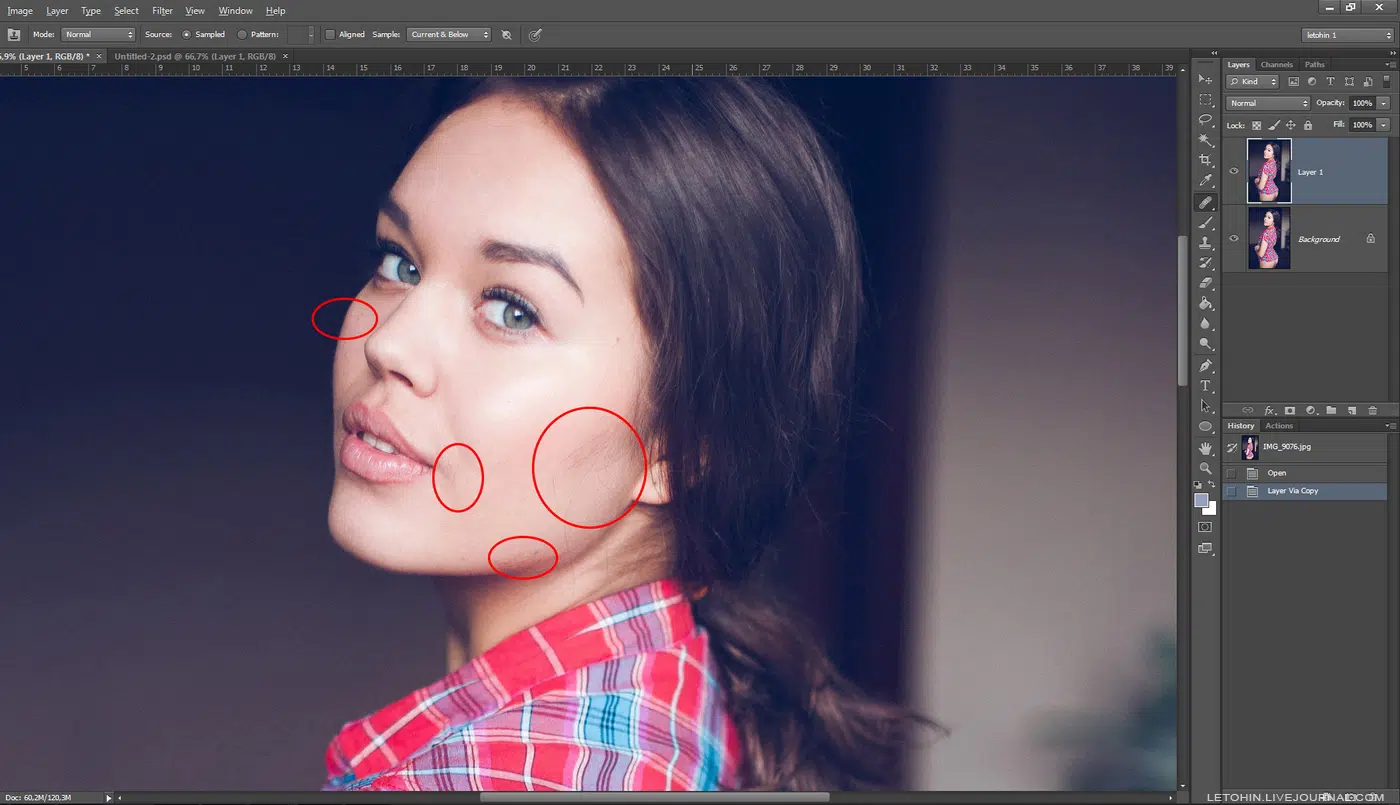 Image Layer Type Select Filter View Window Help
Mode: Normal Source: Sampled Pattern: Aligned Sample: Current & Below letohin 1
5,9% (Layer 1, RGB/8) * × Untitled-2.psd @ 66,7% (Layer 1, RGB/8) ×
5 6 7 8 9 10 11 12 13 14 15 16 17 18 19 20 21 22 23 24 25 26 27 28 29 30 31 32 33 34 35 36 37 38 39
Layers Channels Paths
Kind
Normal Opacity: 100%
Lock: Fill: 100%
Layer 1
Background
fx
History Actions
IMG_9076.jpg
Open
Layer Via Copy
Doc: 60,2M/120,3M
LETOHIN.LIVEJOURNAL.COM